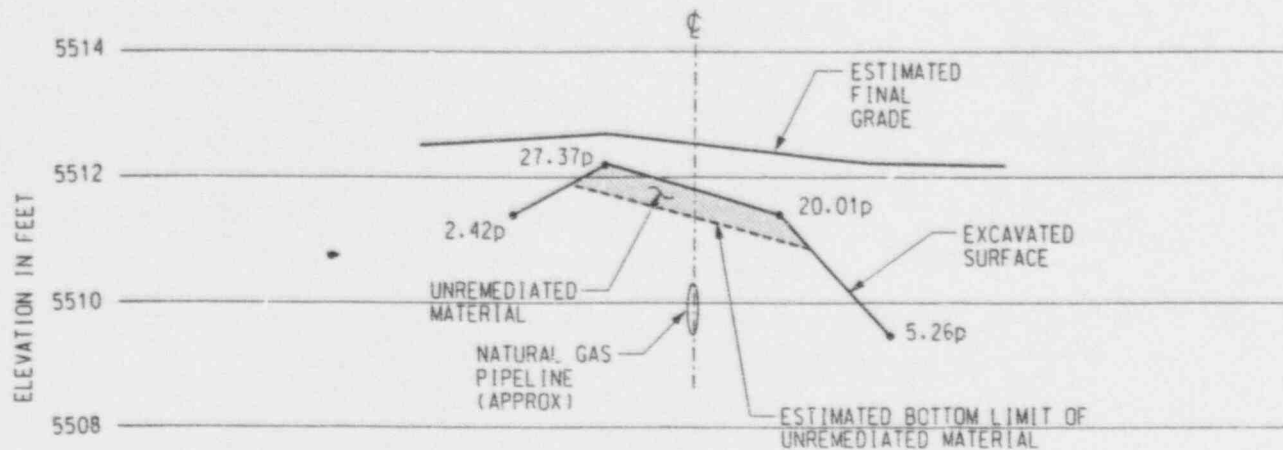 ℄
5514
ESTIMATED
FINAL
GRADE
27.37p
5512
20.01p
2.42p
EXCAVATED
SURFACE
ELEVATION IN FEET
UNREMEDIATED
MATERIAL
5510
5.26p
NATURAL GAS
PIPELINE
(APPROX)
ESTIMATED BOTTOM LIMIT OF
UNREMEDIATED MATERIAL
5508